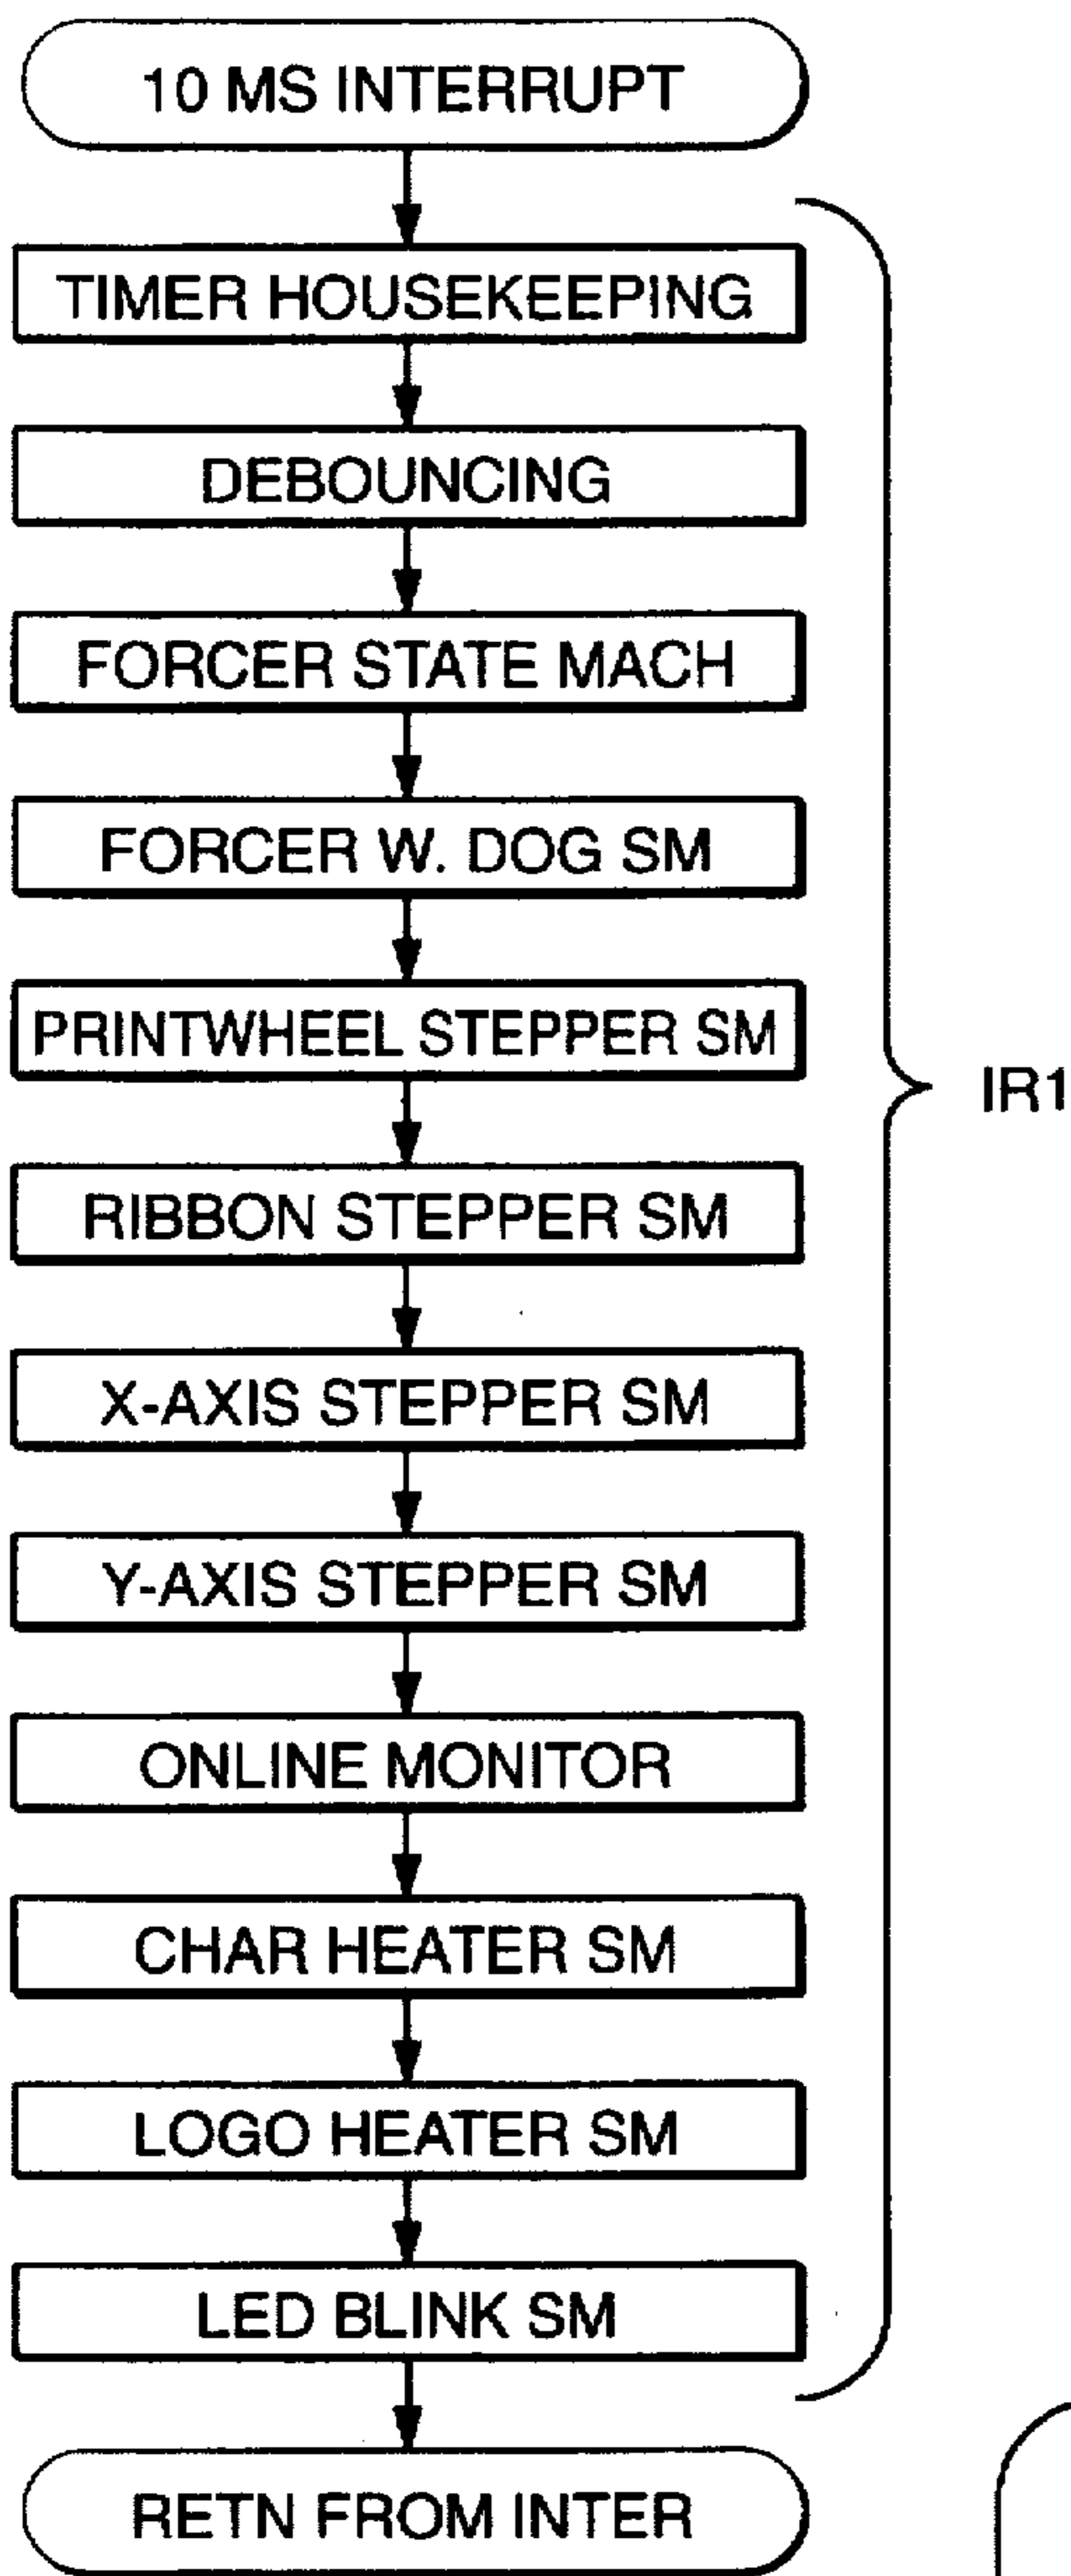 10 MS INTERRUPT
TIMER HOUSEKEEPING
DEBOUNCING
FORCER STATE MACH
FORCER W. DOG SM
PRINTWHEEL STEPPER SM
IR1
RIBBON STEPPER SM
X-AXIS STEPPER SM
Y-AXIS STEPPER SM
ONLINE MONITOR
CHAR HEATER SM
LOGO HEATER SM
LED BLINK SM
RETN FROM INTER